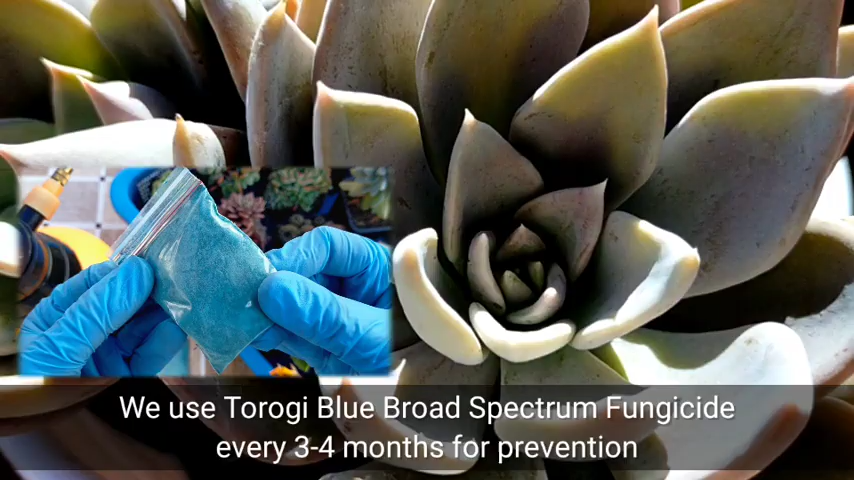 We use Torogi Blue Broad Spectrum Fungicide
every 3-4 months for prevention